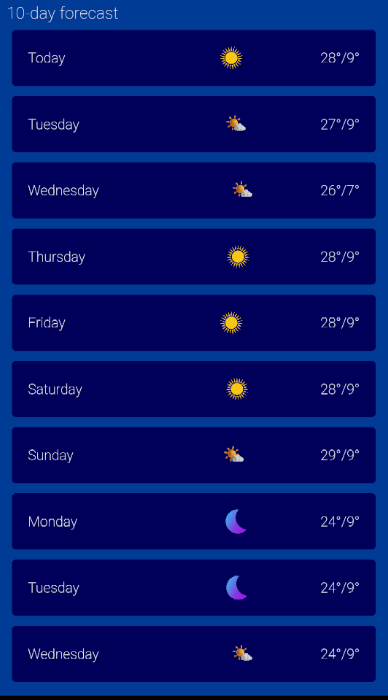 10-day forecast
Today 28°/9°
Tuesday 27°/9°
Wednesday 26°/7°
Thursday 28°/9°
Friday 28°/9°
Saturday 28°/9°
Sunday 29°/9°
Monday 24°/9°
Tuesday 24°/9°
Wednesday 24°/9°